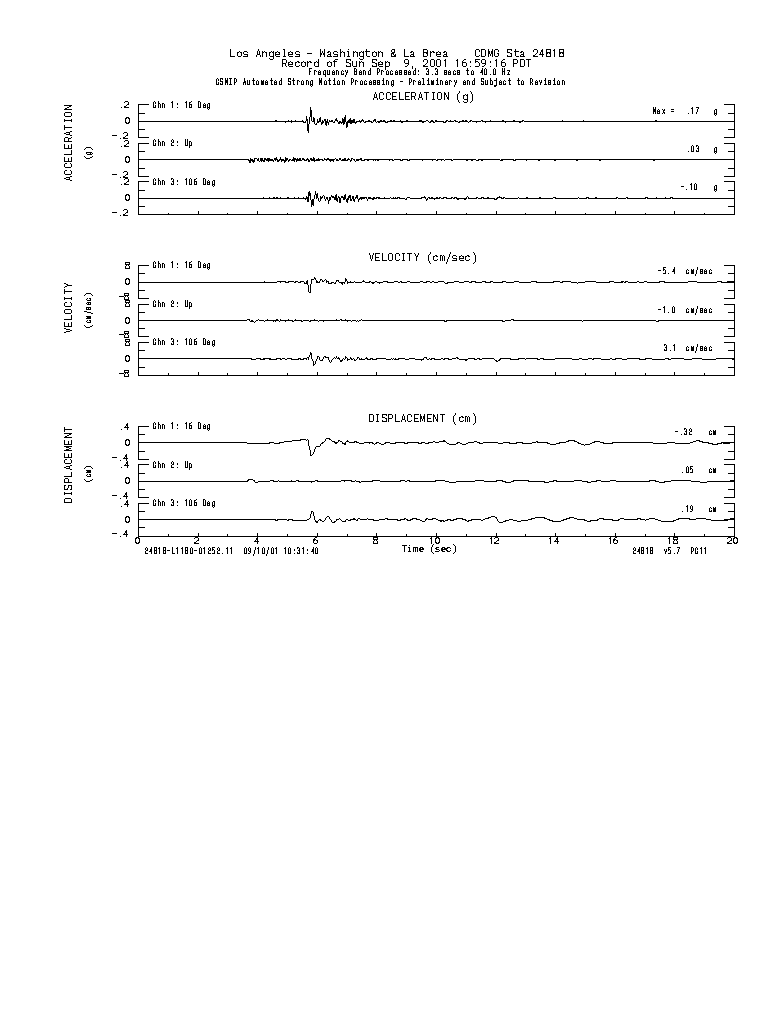 Los Angeles - Washington & La Brea CDMG Sta 24818
Record of Sun Sep 9, 2001 16:59:16 PDT
Frequency Band Processed: 3.3 secs to 40.0 Hz
CSMIP Automated Strong Motion Processing - Preliminary and Subject to Revision
ACCELERATION (g)
ACCELERATION
(g)
.2
0
-.2
Chn 1: 16 Deg
Max = .17 g
.2
0
-.2
Chn 2: Up
.03 g
.2
0
-.2
Chn 3: 106 Deg
-.10 g
VELOCITY (cm/sec)
VELOCITY
(cm/sec)
8
0
-8
Chn 1: 16 Deg
-5.4 cm/sec
8
0
-8
Chn 2: Up
-1.0 cm/sec
8
0
-8
Chn 3: 106 Deg
3.1 cm/sec
DISPLACEMENT (cm)
DISPLACEMENT
(cm)
.4
0
-.4
Chn 1: 16 Deg
-.32 cm
.4
0
-.4
Chn 2: Up
.05 cm
.4
0
-.4
Chn 3: 106 Deg
.19 cm
0 2 4 6 8 10 12 14 16 18 20
Time (sec)
24818-L1180-01252.11 09/10/01 10:31:40
24818 v5.7 PC11